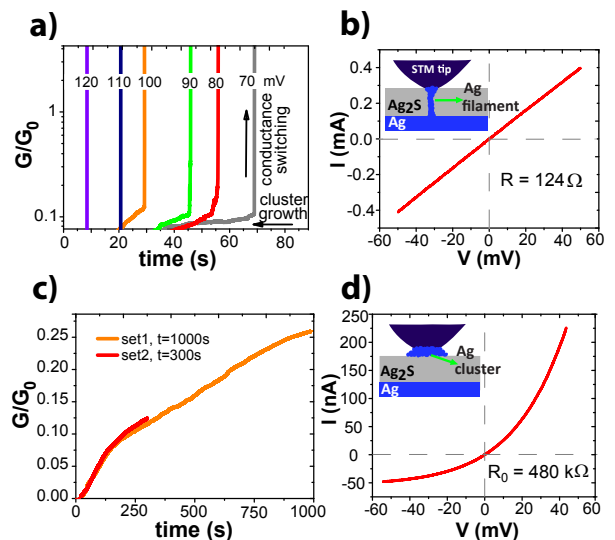 a)
120
110
100
90
80
70 mV
1
0.1
G/G0
conductance
switching
cluster
growth
0 20 40 60 80
time (s)
b)
STM tip
Ag
filament
Ag2S
Ag
R = 124Ω
0.4
0.2
0.0
-0.2
-0.4
I (mA)
-60 -40 -20 0 20 40 60
V (mV)
c)
set1, t=1000s
set2, t=300s
0.25
0.20
0.15
0.10
0.05
0.00
G/G0
0 250 500 750 1000
time (s)
d)
Ag
cluster
Ag2S
Ag
R0 = 480 kΩ
250
200
150
100
50
0
-50
I (nA)
-60 -40 -20 0 20 40 60
V (mV)